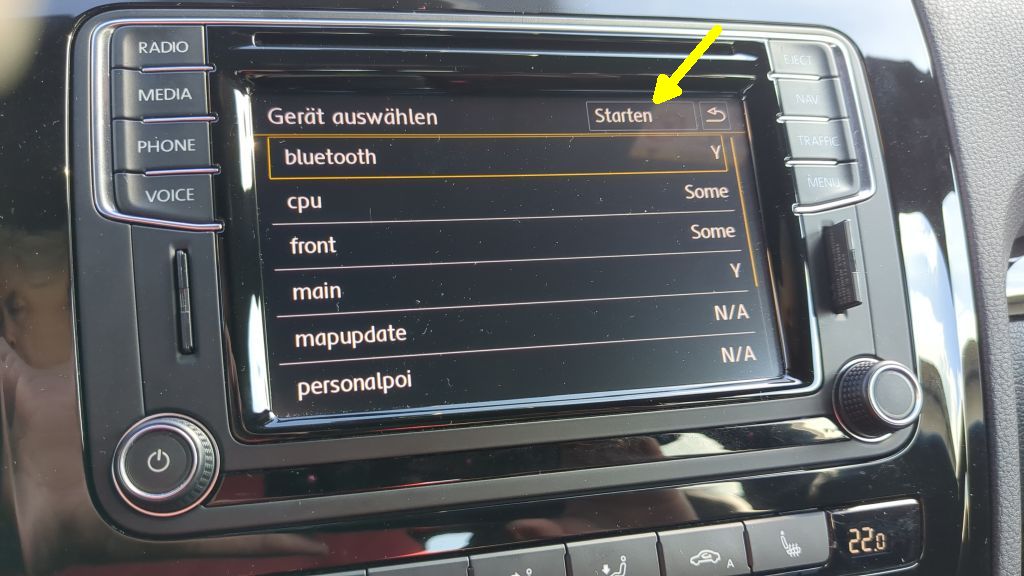 RADIO
MEDIA
PHONE
VOICE
Gerät auswählen
Starten
bluetooth Y
cpu Some
front Some
main Y
mapupdate N/A
personalpoi N/A
EJECT
NAV
TRAFFIC
MENU
A
22.0